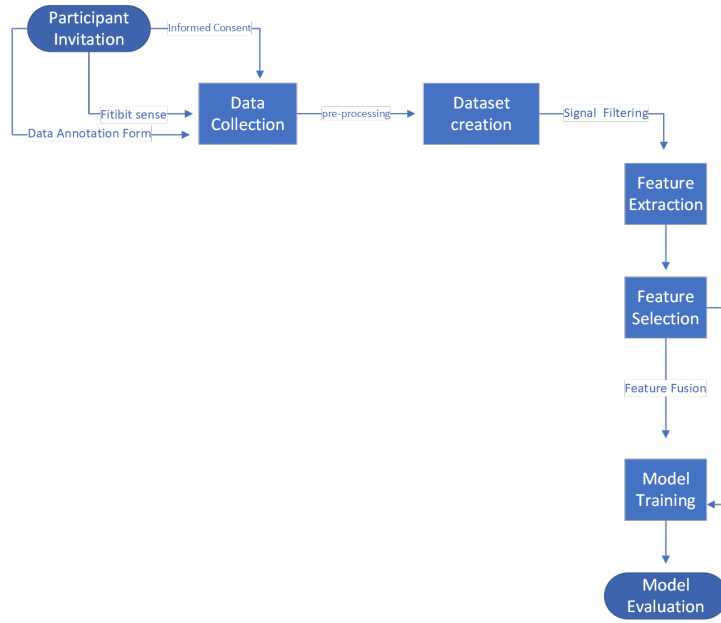 Participant
Invitation
Informed Consent
Fitibit sense
Data Annotation Form
Data
Collection
pre-processing
Dataset
creation
Signal Filtering
Feature
Extraction
Feature
Selection
Feature Fusion
Model
Training
Model
Evaluation